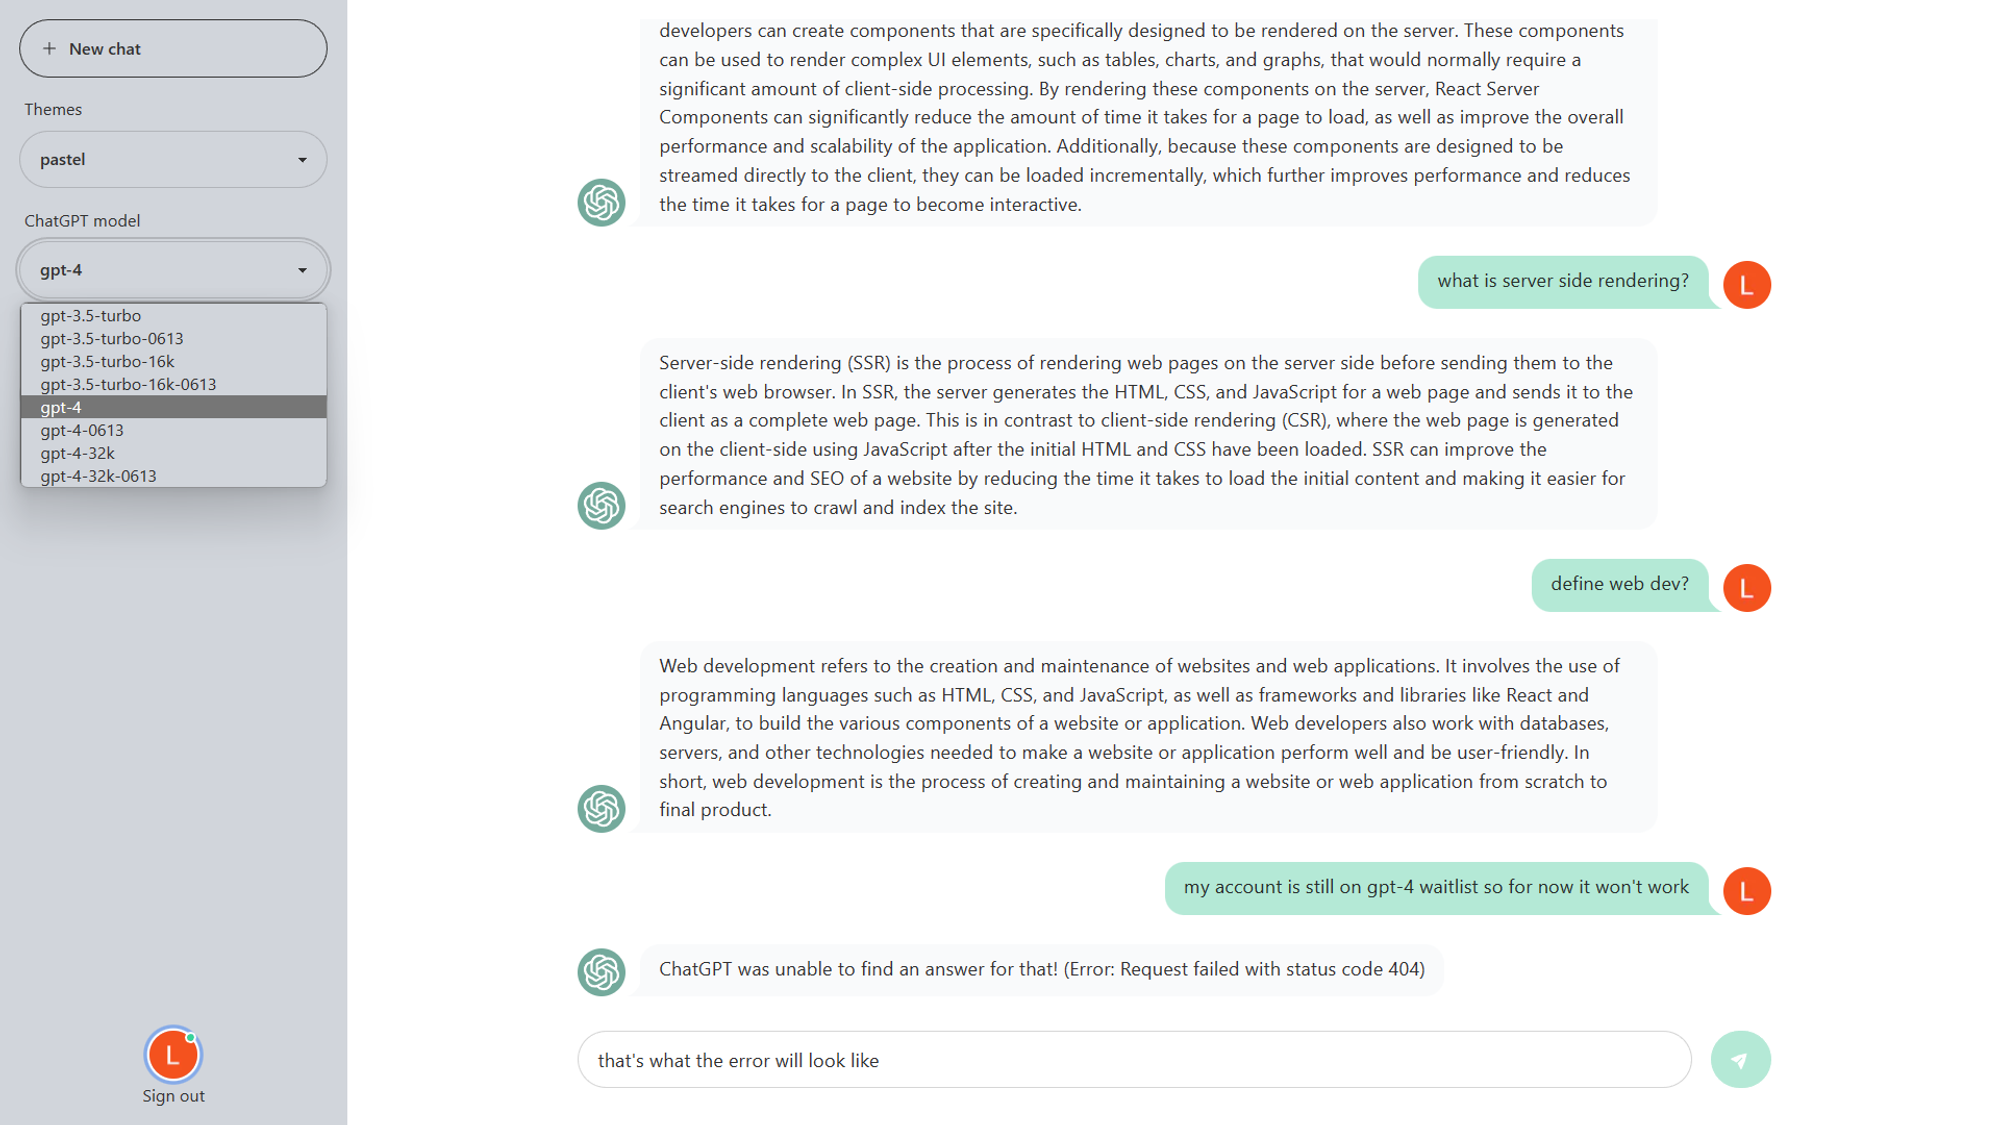 New chat
Themes
pastel
ChatGPT model
gpt-4
gpt-3.5-turbo
gpt-3.5-turbo-0613
gpt-3.5-turbo-16k
gpt-3.5-turbo-16k-0613
gpt-4
gpt-4-0613
gpt-4-32k
gpt-4-32k-0613
L
Sign out
developers can create components that are specifically designed to be rendered on the server. These components
can be used to render complex UI elements, such as tables, charts, and graphs, that would normally require a
significant amount of client-side processing. By rendering these components on the server, React Server
Components can significantly reduce the amount of time it takes for a page to load, as well as improve the overall
performance and scalability of the application. Additionally, because these components are designed to be
streamed directly to the client, they can be loaded incrementally, which further improves performance and reduces
the time it takes for a page to become interactive.
what is server side rendering?
L
Server-side rendering (SSR) is the process of rendering web pages on the server side before sending them to the
client's web browser. In SSR, the server generates the HTML, CSS, and JavaScript for a web page and sends it to the
client as a complete web page. This is in contrast to client-side rendering (CSR), where the web page is generated
on the client-side using JavaScript after the initial HTML and CSS have been loaded. SSR can improve the
performance and SEO of a website by reducing the time it takes to load the initial content and making it easier for
search engines to crawl and index the site.
define web dev?
L
Web development refers to the creation and maintenance of websites and web applications. It involves the use of
programming languages such as HTML, CSS, and JavaScript, as well as frameworks and libraries like React and
Angular, to build the various components of a website or application. Web developers also work with databases,
servers, and other technologies needed to make a website or application perform well and be user-friendly. In
short, web development is the process of creating and maintaining a website or web application from scratch to
final product.
my account is still on gpt-4 waitlist so for now it won't work
L
ChatGPT was unable to find an answer for that! (Error: Request failed with status code 404)
that's what the error will look like